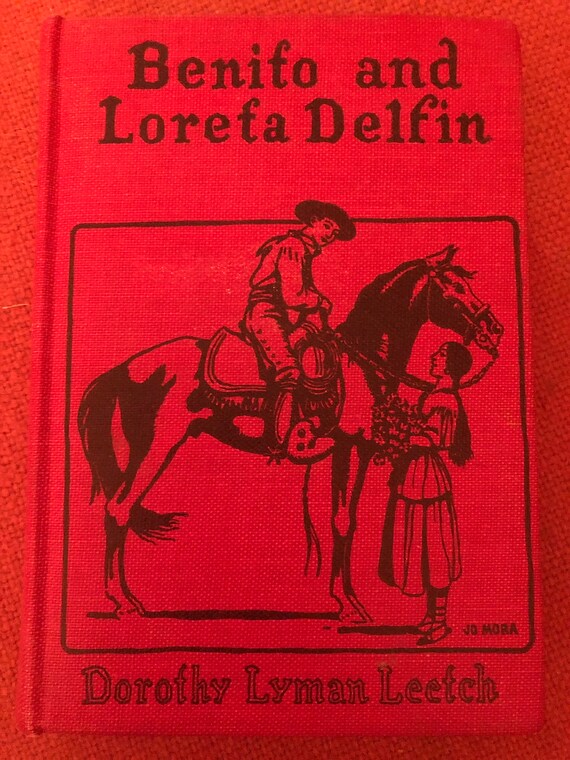 Benito and
Loreta Delfin
JO MORA
Dorothy Lyman Leetch